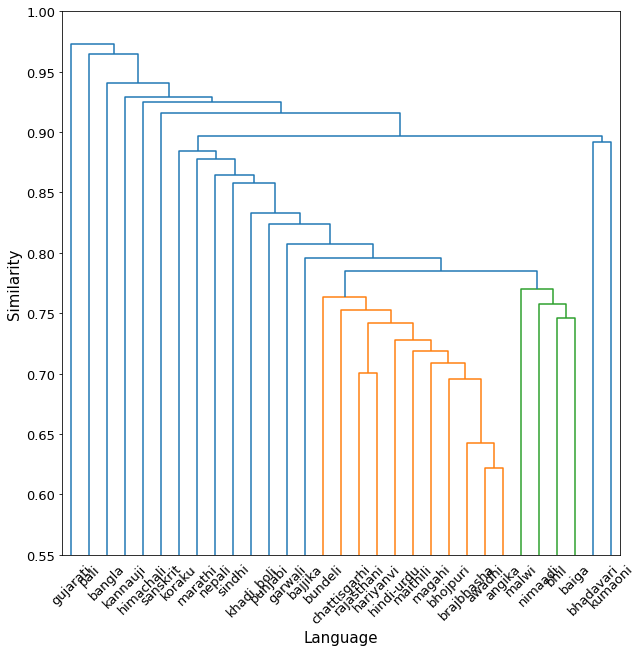 1.00
0.95
0.90
0.85
0.80
0.75
0.70
0.65
0.60
0.55
Similarity
gujarati
pali
bangla
kannauji
himachali
sanskrit
koraku
marathi
nepali
sindhi
khadi_boli
punjabi
garwali
bajjika
bundeli
chattisgarhi
rajasthani
hariyanvi
hindi_urdu
maithili
magahi
bhojpuri
brajbhasha
awadhi
angika
malwi
nimaadi
bhil
baiga
bhadavari
kumaoni
Language